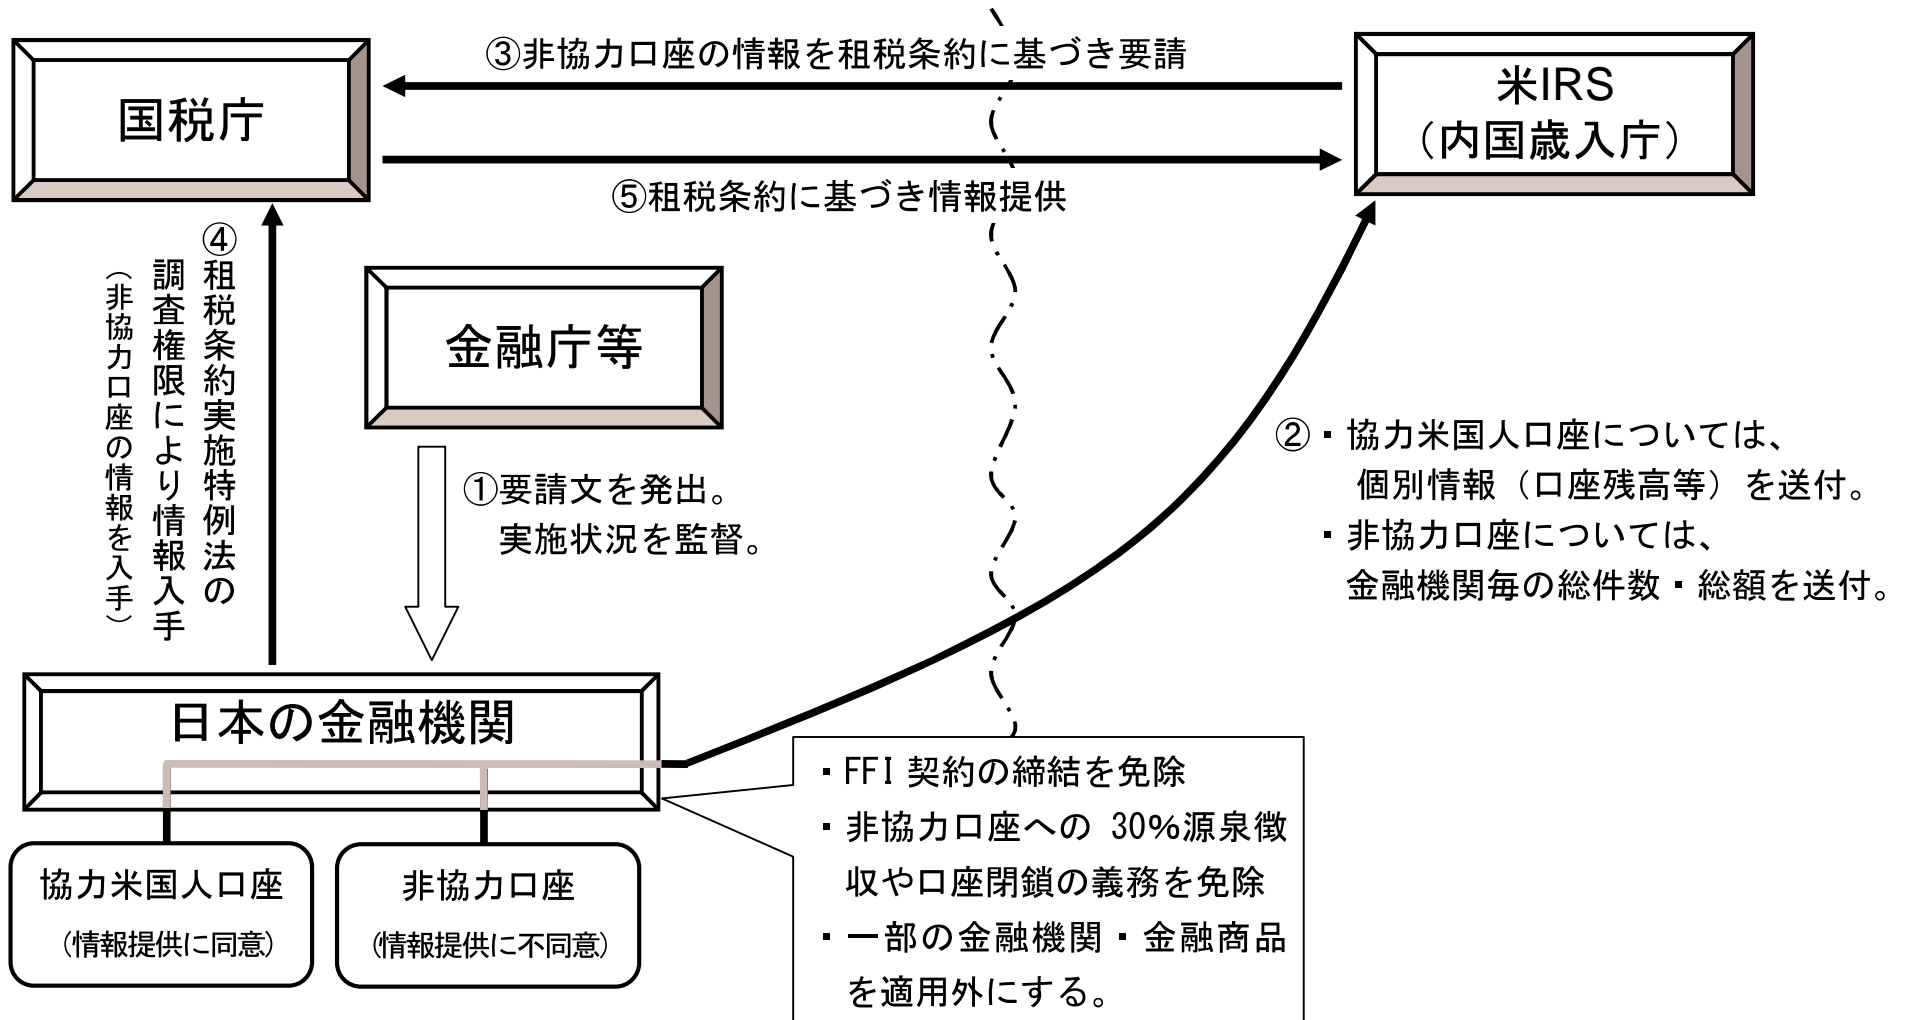 ③非協力口座の情報を租税条約に基づき要請
国税庁
米IRS
（内国歳入庁）
⑤租税条約に基づき情報提供
④租税条約実施特例法の
調査権限により情報入手
（非協力口座の情報を入手）
金融庁等
①要請文を発出。
実施状況を監督。
②・協力米国人口座については、
個別情報（口座残高等）を送付。
・非協力口座については、
金融機関毎の総件数・総額を送付。
日本の金融機関
協力米国人口座
（情報提供に同意）
非協力口座
（情報提供に不同意）
・FFI 契約の締結を免除
・非協力口座への 30%源泉徴
収や口座閉鎖の義務を免除
・一部の金融機関・金融商品
を適用外にする。